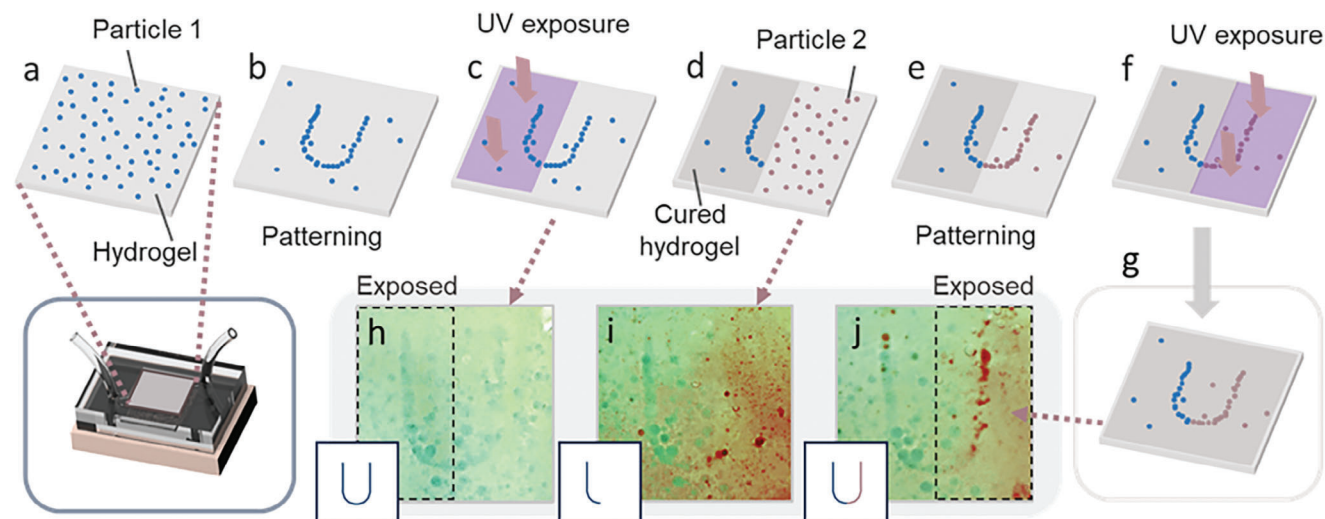 Particle 1
UV exposure
Particle 2
UV exposure
a
b
c
d
e
f
Hydrogel
Patterning
Cured
hydrogel
Patterning
g
Exposed
Exposed
h
i
j